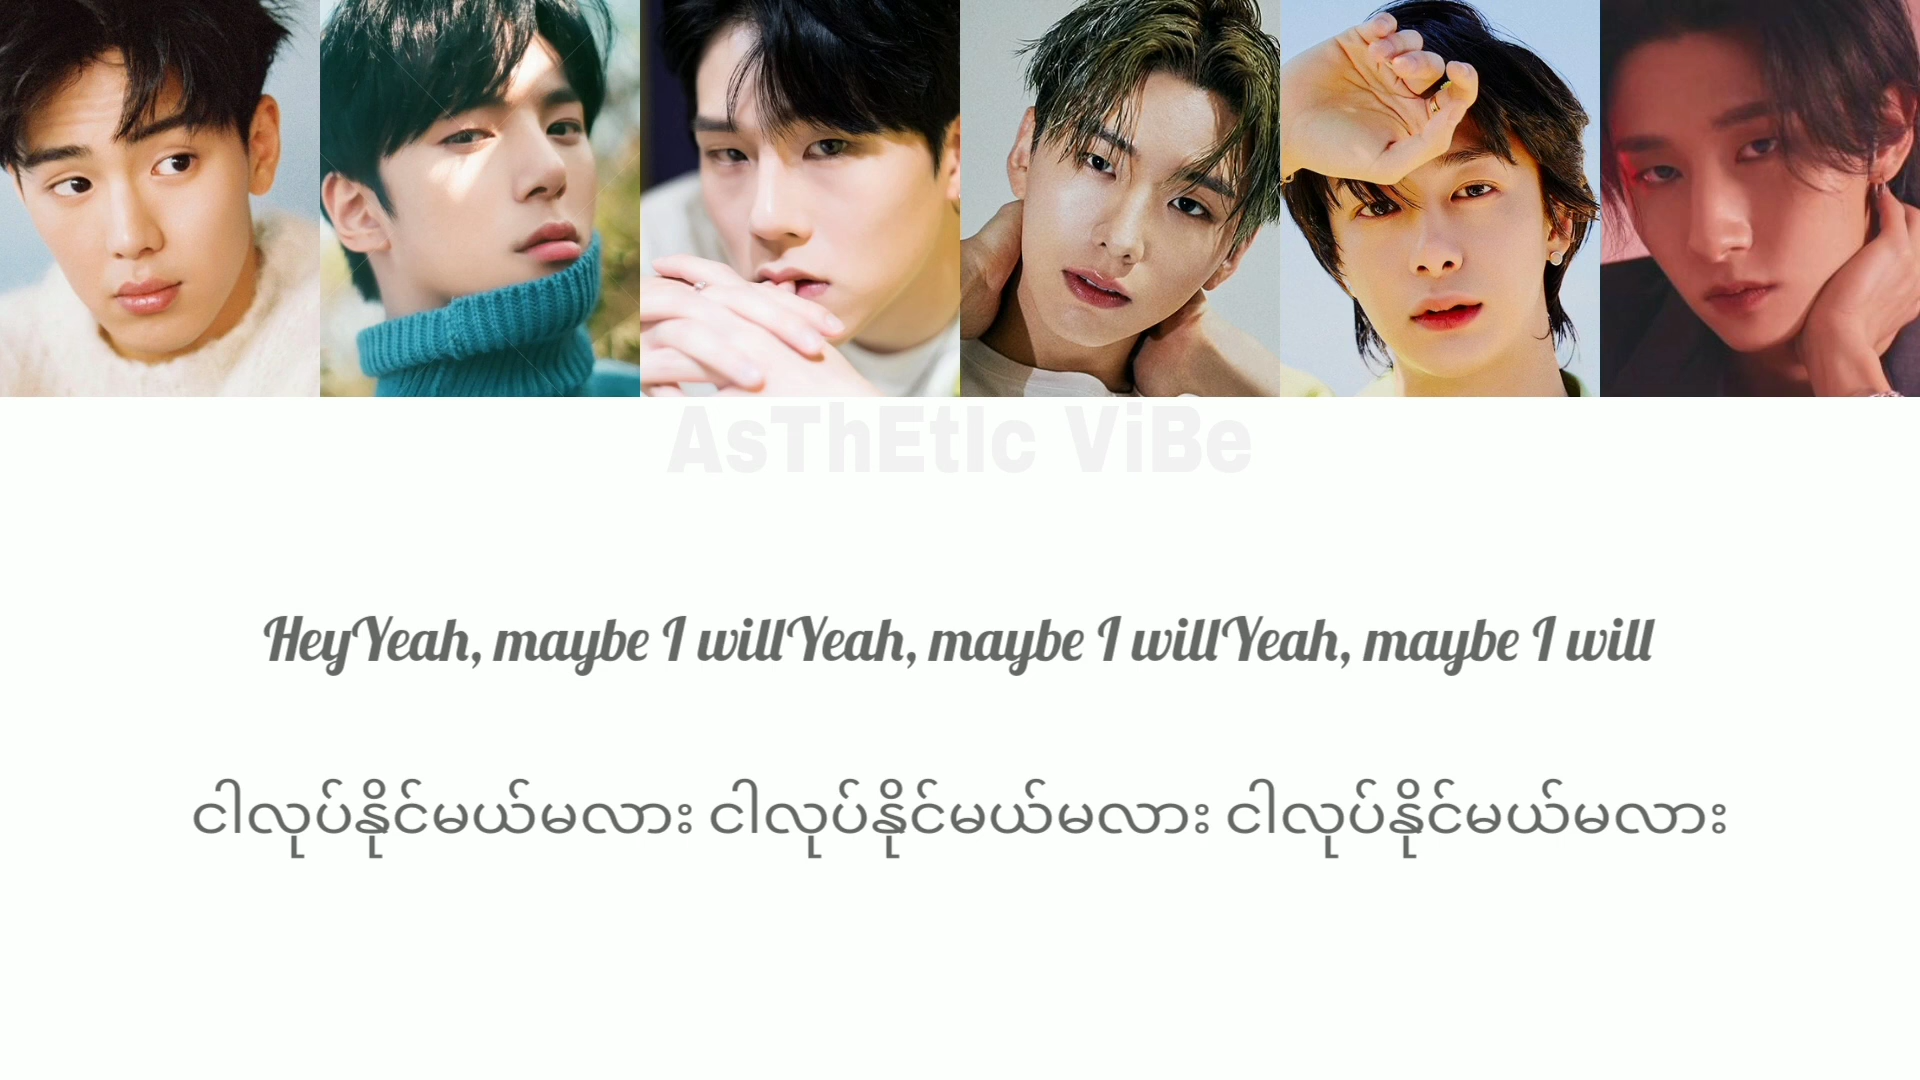 AsThEtIc ViBe
HeyYeah, maybe I willYeah, maybe I willYeah, maybe I will
ငါလုပ်နိုင်မယ်မလား ငါလုပ်နိုင်မယ်မလား ငါလုပ်နိုင်မယ်မလား